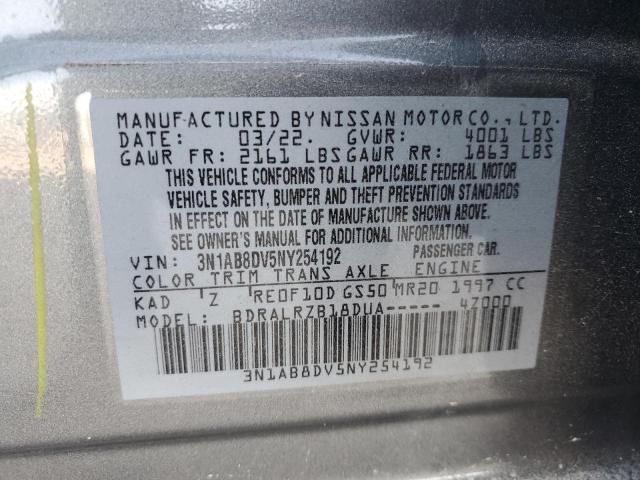 MANUFACTURED BY NISSAN MOTOR CO., LTD.
DATE: 03/22. GVWR: 4001 LBS
GAWR FR: 2161 LBS GAWR RR: 1863 LBS
THIS VEHICLE CONFORMS TO ALL APPLICABLE FEDERAL MOTOR
VEHICLE SAFETY, BUMPER AND THEFT PREVENTION STANDARDS
IN EFFECT ON THE DATE OF MANUFACTURE SHOWN ABOVE.
SEE OWNER'S MANUAL FOR ADDITIONAL INFORMATION.
VIN: 3N1AB8DV5NY254192 PASSENGER CAR.
COLOR TRIM TRANS AXLE ENGINE
KAD Z RE0F10D GS50 MR20 1997 CC
MODEL: BDRALRZB18DUA----- 4Z000
3N1AB8DV5NY254192